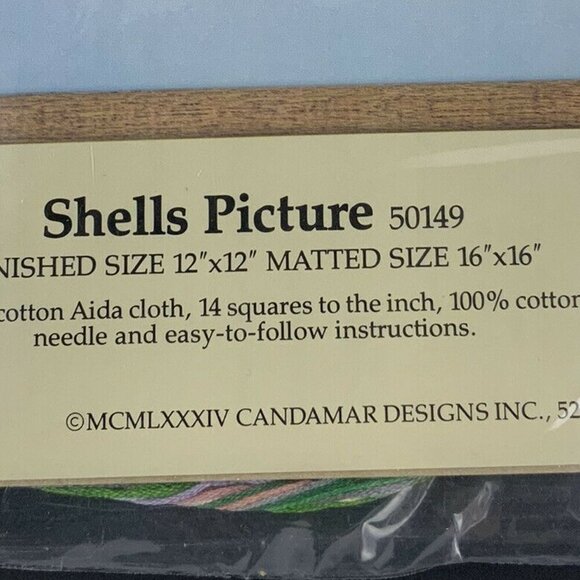 Shells Picture 50149
NISHED SIZE 12"x12" MATTED SIZE 16"x16"
cotton Aida cloth, 14 squares to the inch, 100% cotton
needle and easy-to-follow instructions.
©MCMLXXXIV CANDAMAR DESIGNS INC., 52